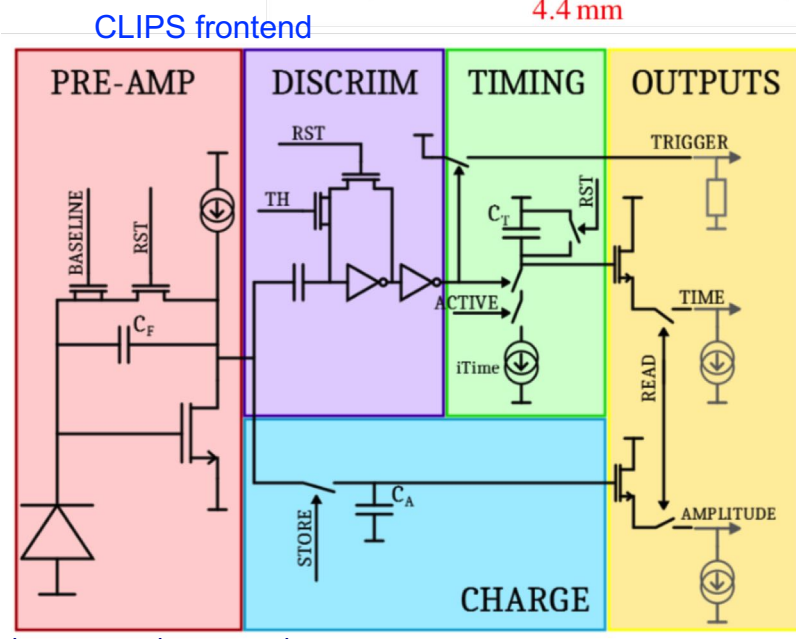 4.4 mm
CLIPS frontend
PRE-AMP
DISCRIIM
TIMING
OUTPUTS
RST
TRIGGER
TH
BASELINE
RST
CT
RST
ACTIVE
TIME
CF
iTime
READ
STORE
CA
AMPLITUDE
CHARGE